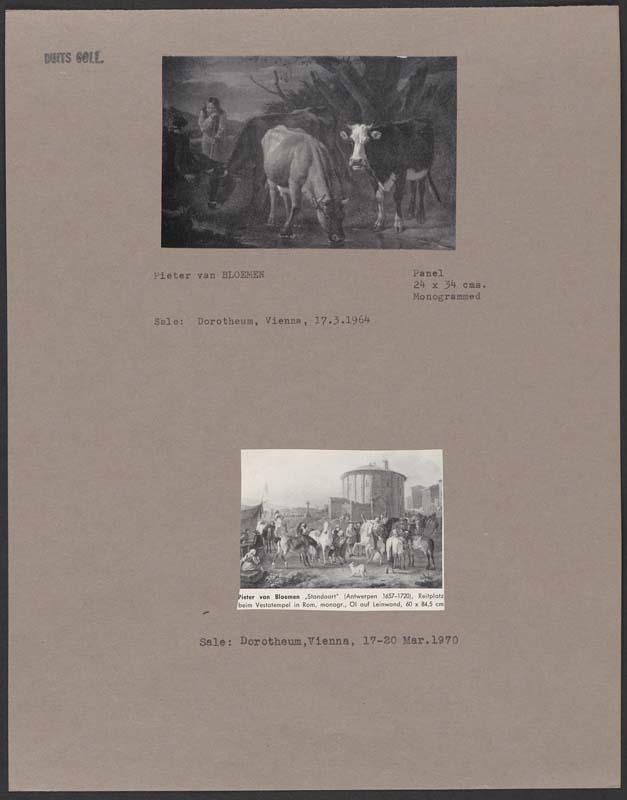 DUITS COLL.
Pieter van BLOEMEN
Panel
24 x 34 cms.
Monogrammed
Sale: Dorotheum, Vienna, 17.3.1964
Pieter van Bloemen „Standaart" (Antwerpen 1657–1720), Reitplatz
beim Vestatempel in Rom, monogr., Öl auf Leinwand, 60 x 84,5 cm
Sale: Dorotheum,Vienna, 17-20 Mar.1970